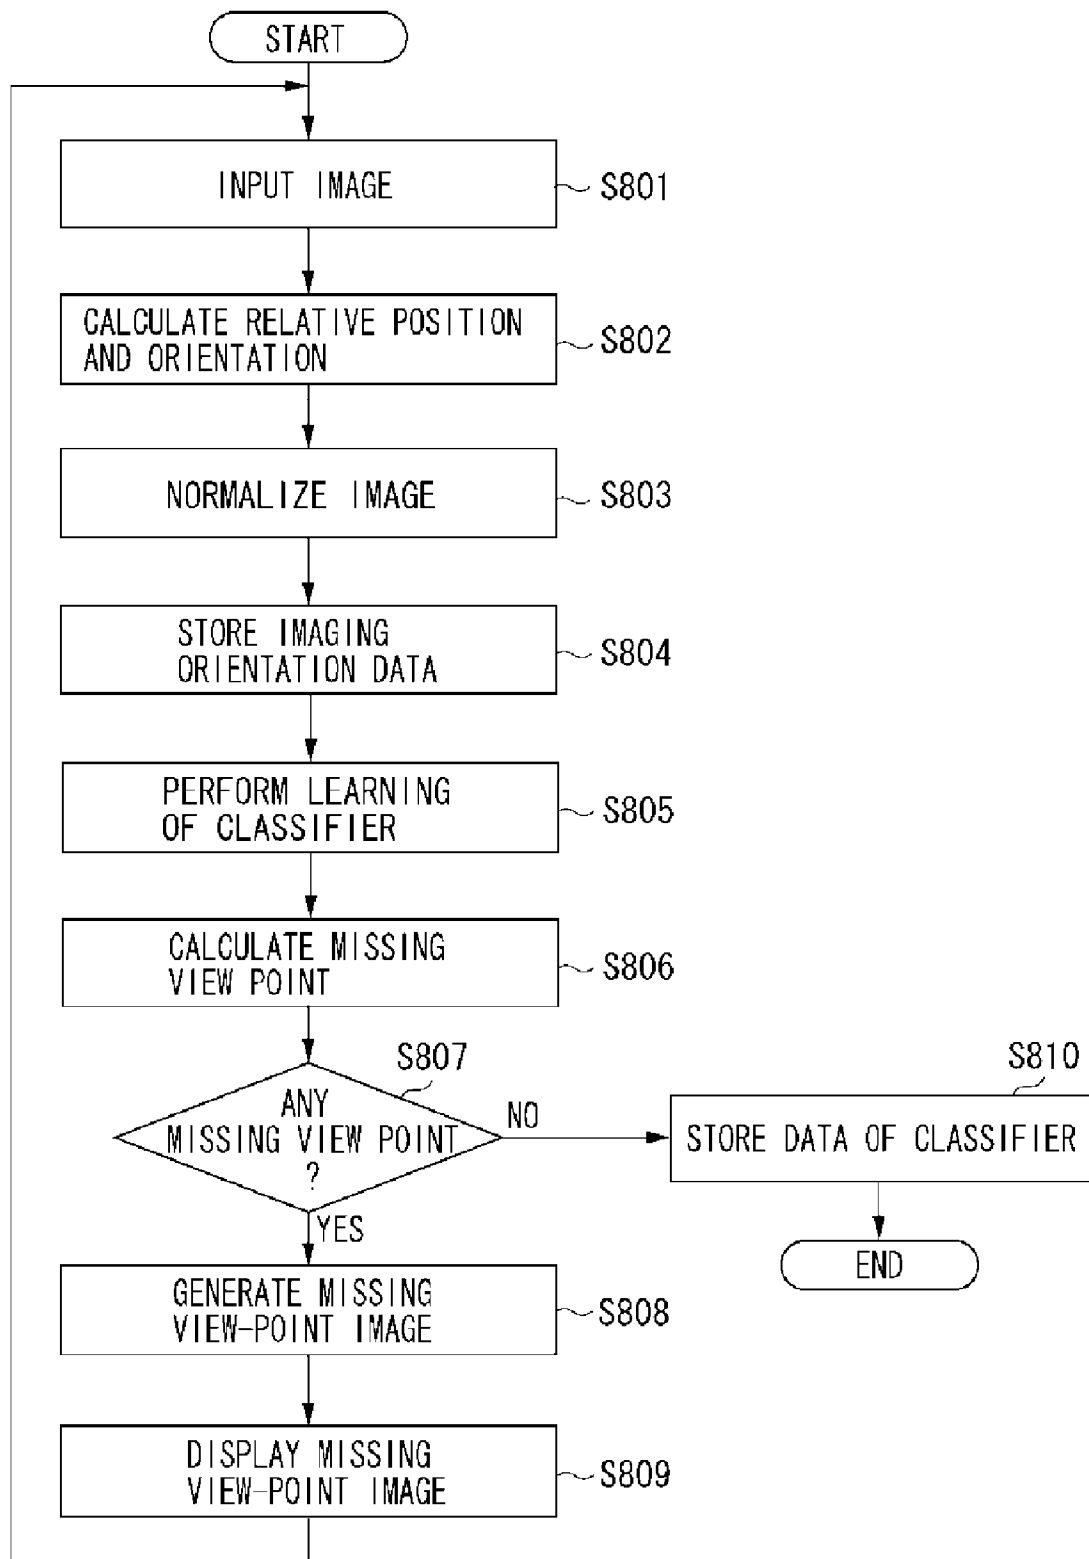 START
INPUT IMAGE
S801
CALCULATE RELATIVE POSITION
AND ORIENTATION
S802
NORMALIZE IMAGE
S803
STORE IMAGING
ORIENTATION DATA
S804
PERFORM LEARNING
OF CLASSIFIER
S805
CALCULATE MISSING
VIEW POINT
S806
S807
ANY
MISSING VIEW POINT
?
NO
YES
S810
STORE DATA OF CLASSIFIER
END
GENERATE MISSING
VIEW-POINT IMAGE
S808
DISPLAY MISSING
VIEW-POINT IMAGE
S809